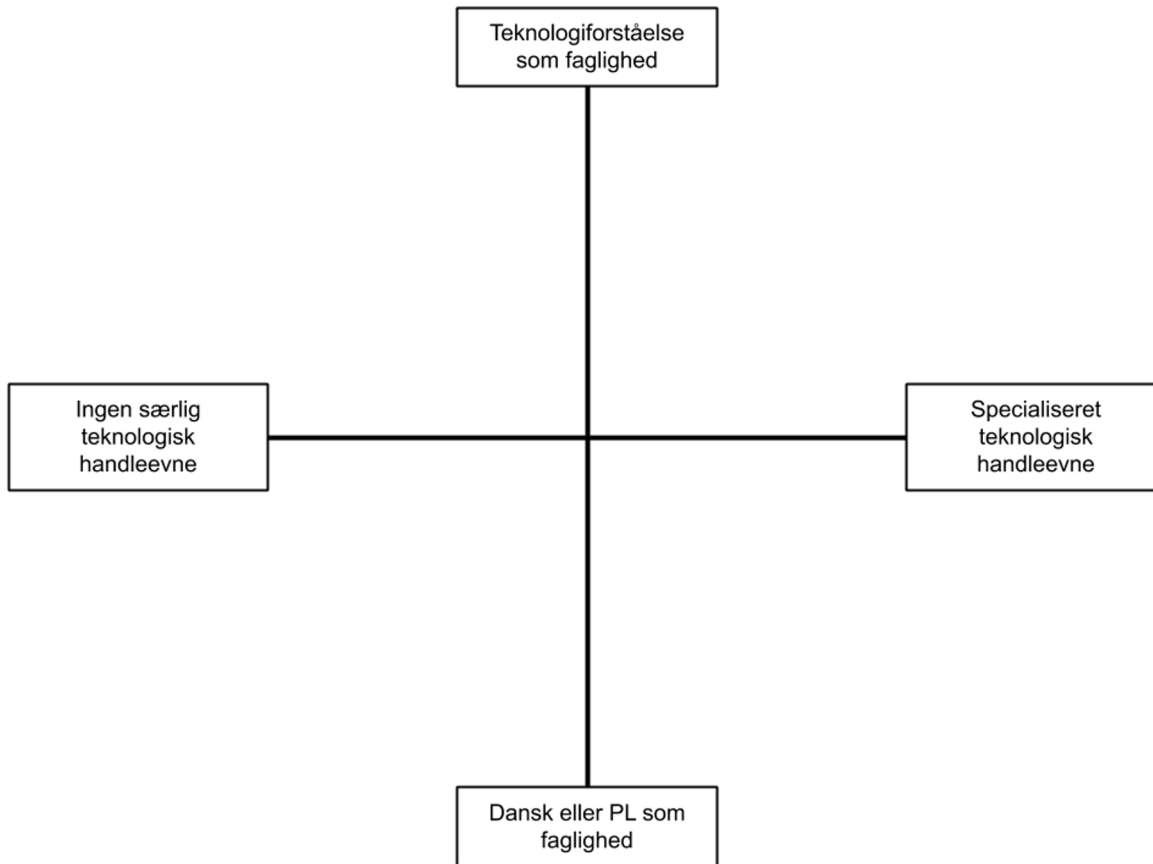 Teknologiforståelse
som faglighed
Ingen særlig
teknologisk
handleevne
Specialiseret
teknologisk
handleevne
Dansk eller PL som
faglighed